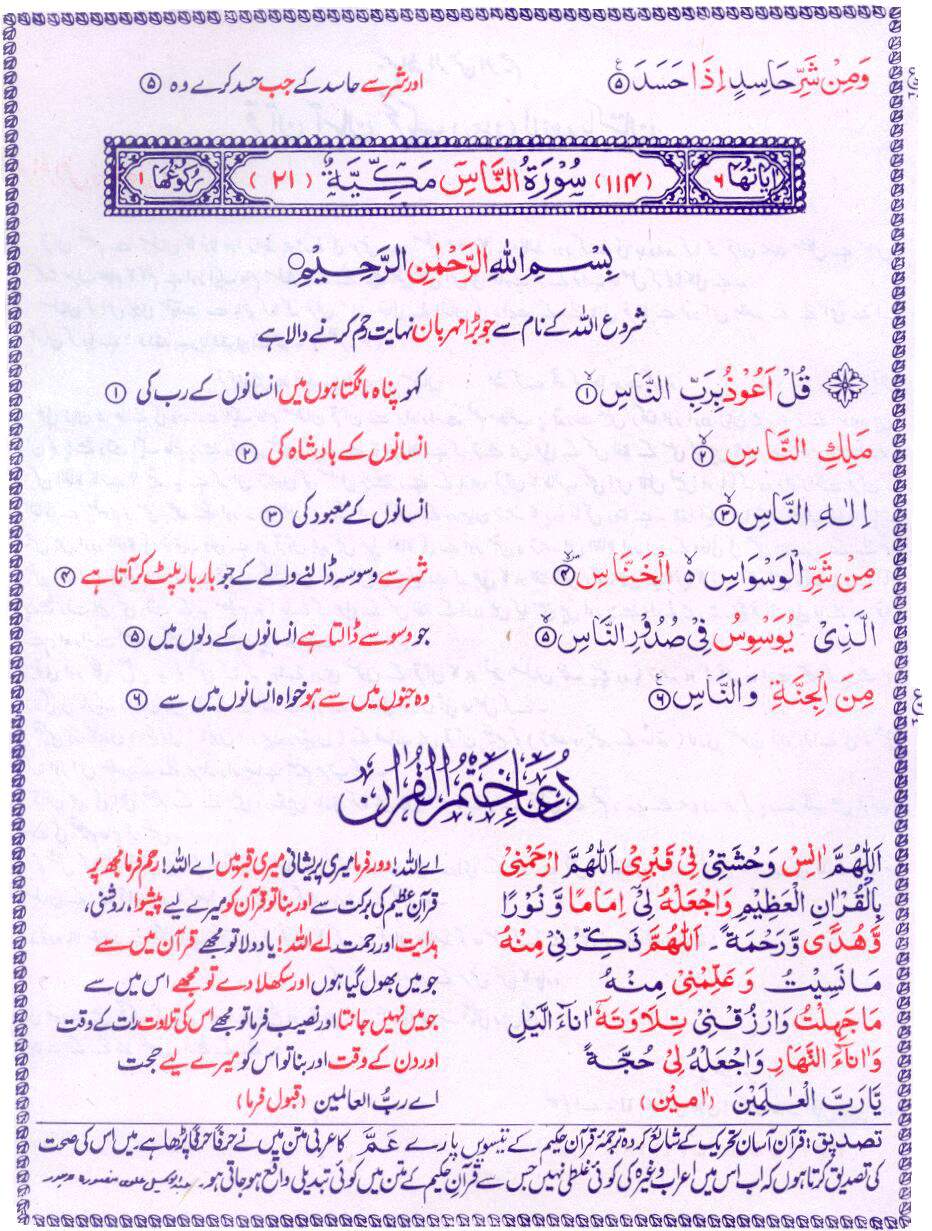 وَمِنْ شَرِّ حَاسِدٍ اِذَا حَسَدَ ۵ اور شر سے حاسد کے جب حسد کرے وہ ۵
اٰیَاتُهَا ۶ (۱۱۴) سُوْرَةُ النَّاسِ مَكِّيَّةٌ (۲۱) رُكُوْعُهَا ۱
بِسْمِ اللّٰهِ الرَّحْمٰنِ الرَّحِيْمِ
شروع اللہ کے نام سے جو بڑا مہربان نہایت رحم کرنے والا ہے
قُلْ اَعُوْذُ بِرَبِّ النَّاسِ ۱ کہو پناہ مانگتا ہوں میں انسانوں کے رب کی ۱
مَلِكِ النَّاسِ ۲ انسانوں کے بادشاہ کی ۲
اِلٰهِ النَّاسِ ۳ انسانوں کے معبود کی ۳
مِن شَرِّ الْوَسْوَاسِ ۵ الْخَنَّاسِ ۴ شر سے وسوسہ ڈالنے والے کے جو بار بار پلٹ کر آتا ہے ۴
الَّذِیْ يُوَسْوِسُ فِیْ صُدُوْرِ النَّاسِ ۵ جو وسوسے ڈالتا ہے انسانوں کے دلوں میں ۵
مِنَ الْجِنَّةِ وَالنَّاسِ ۶ وہ جنوں میں سے ہو خواہ انسانوں میں سے ۶
دُعَا خَتْمُ الْقُرْاٰن
اَللّٰهُمَّ اٰنِسْ وَحْشَتِیْ فِیْ قَبْرِیْ اَللّٰهُمَّ ارْحَمْنِیْ اے اللہ! دور فرما میری پریشانی میری قبر میں اے اللہ! رحم فرما مجھ پر
بِالْقُرْاٰنِ الْعَظِيْمِ وَاجْعَلْهُ لِیْ اِمَامًا وَّ نُوْرًا قرآن عظیم کی برکت سے اور بنا تو قرآن کو میرے لیے پیشوا، اور روشنی،
وَّهُدًى وَّرَحْمَةً اَللّٰهُمَّ ذَكِّرْنِیْ مِنْهُ ہدایت اور رحمت اے اللہ! یاد دلا تو مجھے قرآن میں سے
مَا نَسِيْتُ وَعَلِّمْنِیْ مِنْهُ جو میں بھول گیا ہوں اور سکھلا دے تو مجھے اس میں سے
مَا جَهِلْتُ وَارْزُقْنِیْ تِلَاوَتَهٗ اٰنَآءَ الَّيْلِ جو میں نہیں جانتا اور نصیب فرما تو مجھے اس کی تلاوت رات کے وقت
وَاٰنَآءَ النَّهَارِ وَاجْعَلْهُ لِیْ حُجَّةً اور دن کے وقت اور بنا تو اس کو میرے لیے حجت
يَّا رَبَّ الْعٰلَمِيْنَ (اٰمِيْنَ) اے ربُّ العالمین (قبول فرما)
تصدیق: قرآن آسان تحریک کے شائع کردہ ترجمۂ قرآن حکیم کے تیسویں پارے عَمَّ کا عربی متن میں نے حرفاً حرفاً پڑھا ہے میں اس کی صحت
کی تصدیق کرتا ہوں کہ اب اس میں اعراب وغیرہ کی کوئی غلطی نہیں جس سے قرآنِ حکیم کے متن میں کوئی تبدیلی واقع ہو جاتی ہو۔